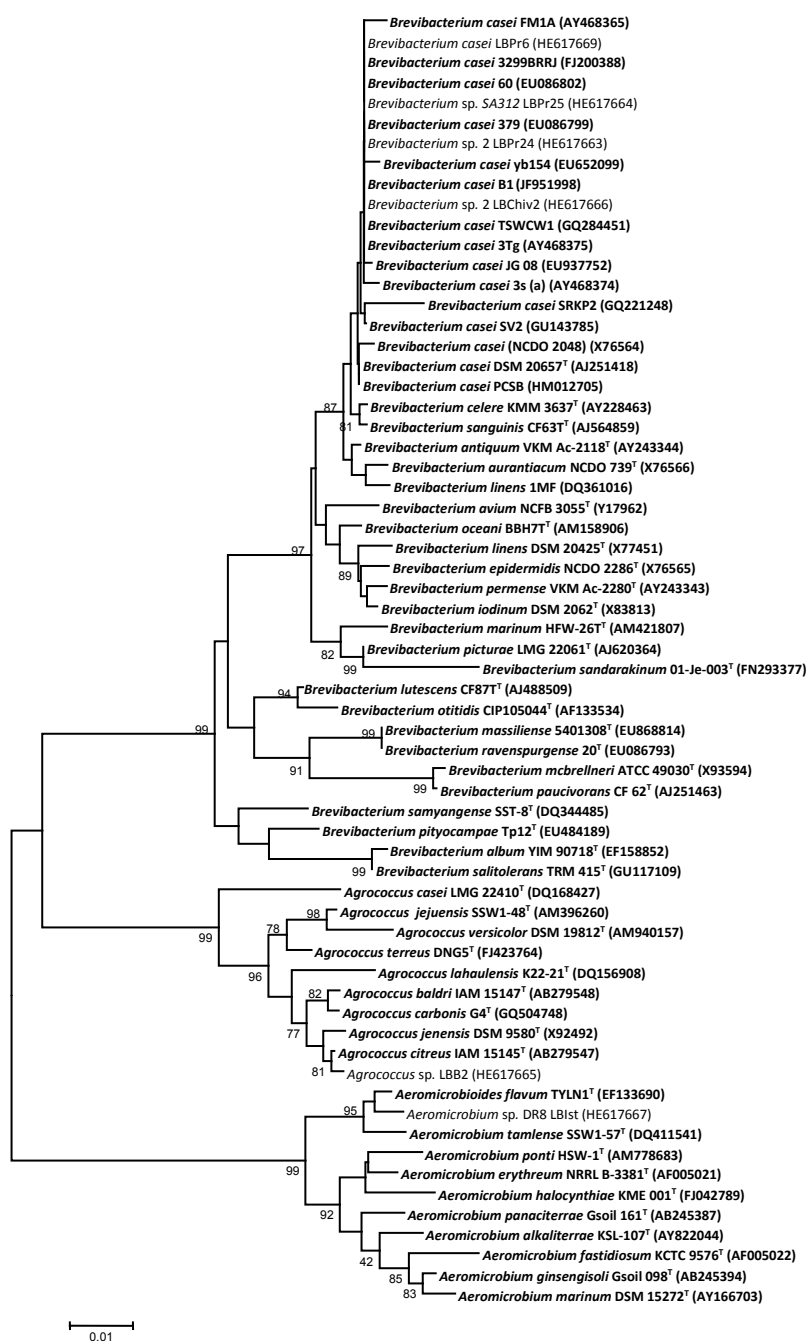 Brevibacterium casei FM1A (AY468365)
Brevibacterium casei LBPr6 (HE617669)
Brevibacterium casei 3299BRRJ (FJ200388)
Brevibacterium casei 60 (EU086802)
Brevibacterium sp. SA312 LBPr25 (HE617664)
Brevibacterium casei 379 (EU086799)
Brevibacterium sp. 2 LBPr24 (HE617663)
Brevibacterium casei yb154 (EU652099)
Brevibacterium casei B1 (JF951998)
Brevibacterium sp. 2 LBChiv2 (HE617666)
Brevibacterium casei TSWCW1 (GQ284451)
Brevibacterium casei 3Tg (AY468375)
Brevibacterium casei JG 08 (EU937752)
Brevibacterium casei 3s (a) (AY468374)
Brevibacterium casei SRKP2 (GQ221248)
Brevibacterium casei SV2 (GU143785)
Brevibacterium casei (NCDO 2048) (X76564)
Brevibacterium casei DSM 20657T (AJ251418)
Brevibacterium casei PCSB (HM012705)
87 Brevibacterium celere KMM 3637T (AY228463)
81 Brevibacterium sanguinis CF63T (AJ564859)
Brevibacterium antiquum VKM Ac-2118T (AY243344)
Brevibacterium aurantiacum NCDO 739T (X76566)
Brevibacterium linens 1MF (DQ361016)
Brevibacterium avium NCFB 3055T (Y17962)
Brevibacterium oceani BBH7T (AM158906)
97 Brevibacterium linens DSM 20425T (X77451)
89 Brevibacterium epidermidis NCDO 2286T (X76565)
Brevibacterium permense VKM Ac-2280T (AY243343)
Brevibacterium iodinum DSM 2062T (X83813)
Brevibacterium marinum HFW-26TT (AM421807)
82 Brevibacterium picturae LMG 22061T (AJ620364)
99 Brevibacterium sandarakinum 01-Je-003T (FN293377)
94 Brevibacterium lutescens CF87TT (AJ488509)
Brevibacterium otitidis CIP105044T (AF133534)
99 99 Brevibacterium massiliense 5401308T (EU868814)
Brevibacterium ravenspurgense 20T (EU086793)
91 Brevibacterium mcbrellneri ATCC 49030T (X93594)
99 Brevibacterium paucivorans CF 62T (AJ251463)
Brevibacterium samyangense SST-8T (DQ344485)
Brevibacterium pityocampae Tp12T (EU484189)
Brevibacterium album YIM 90718T (EF158852)
99 Brevibacterium salitolerans TRM 415T (GU117109)
Agrococcus casei LMG 22410T (DQ168427)
98 Agrococcus jejuensis SSW1-48T (AM396260)
99 78 Agrococcus versicolor DSM 19812T (AM940157)
Agrococcus terreus DNG5T (FJ423764)
96 Agrococcus lahaulensis K22-21T (DQ156908)
82 Agrococcus baldri IAM 15147T (AB279548)
Agrococcus carbonis G4T (GQ504748)
77 Agrococcus jenensis DSM 9580T (X92492)
Agrococcus citreus IAM 15145T (AB279547)
81 Agrococcus sp. LBB2 (HE617665)
Aeromicrobioides flavum TYLN1T (EF133690)
95 Aeromicrobium sp. DR8 LBIst (HE617667)
Aeromicrobium tamlense SSW1-57T (DQ411541)
Aeromicrobium ponti HSW-1T (AM778683)
99 Aeromicrobium erythreum NRRL B-3381T (AF005021)
Aeromicrobium halocynthiae KME 001T (FJ042789)
92 Aeromicrobium panaciterrae Gsoil 161T (AB245387)
Aeromicrobium alkaliterrae KSL-107T (AY822044)
42 Aeromicrobium fastidiosum KCTC 9576T (AF005022)
85 Aeromicrobium ginsengisoli Gsoil 098T (AB245394)
83 Aeromicrobium marinum DSM 15272T (AY166703)
0.01